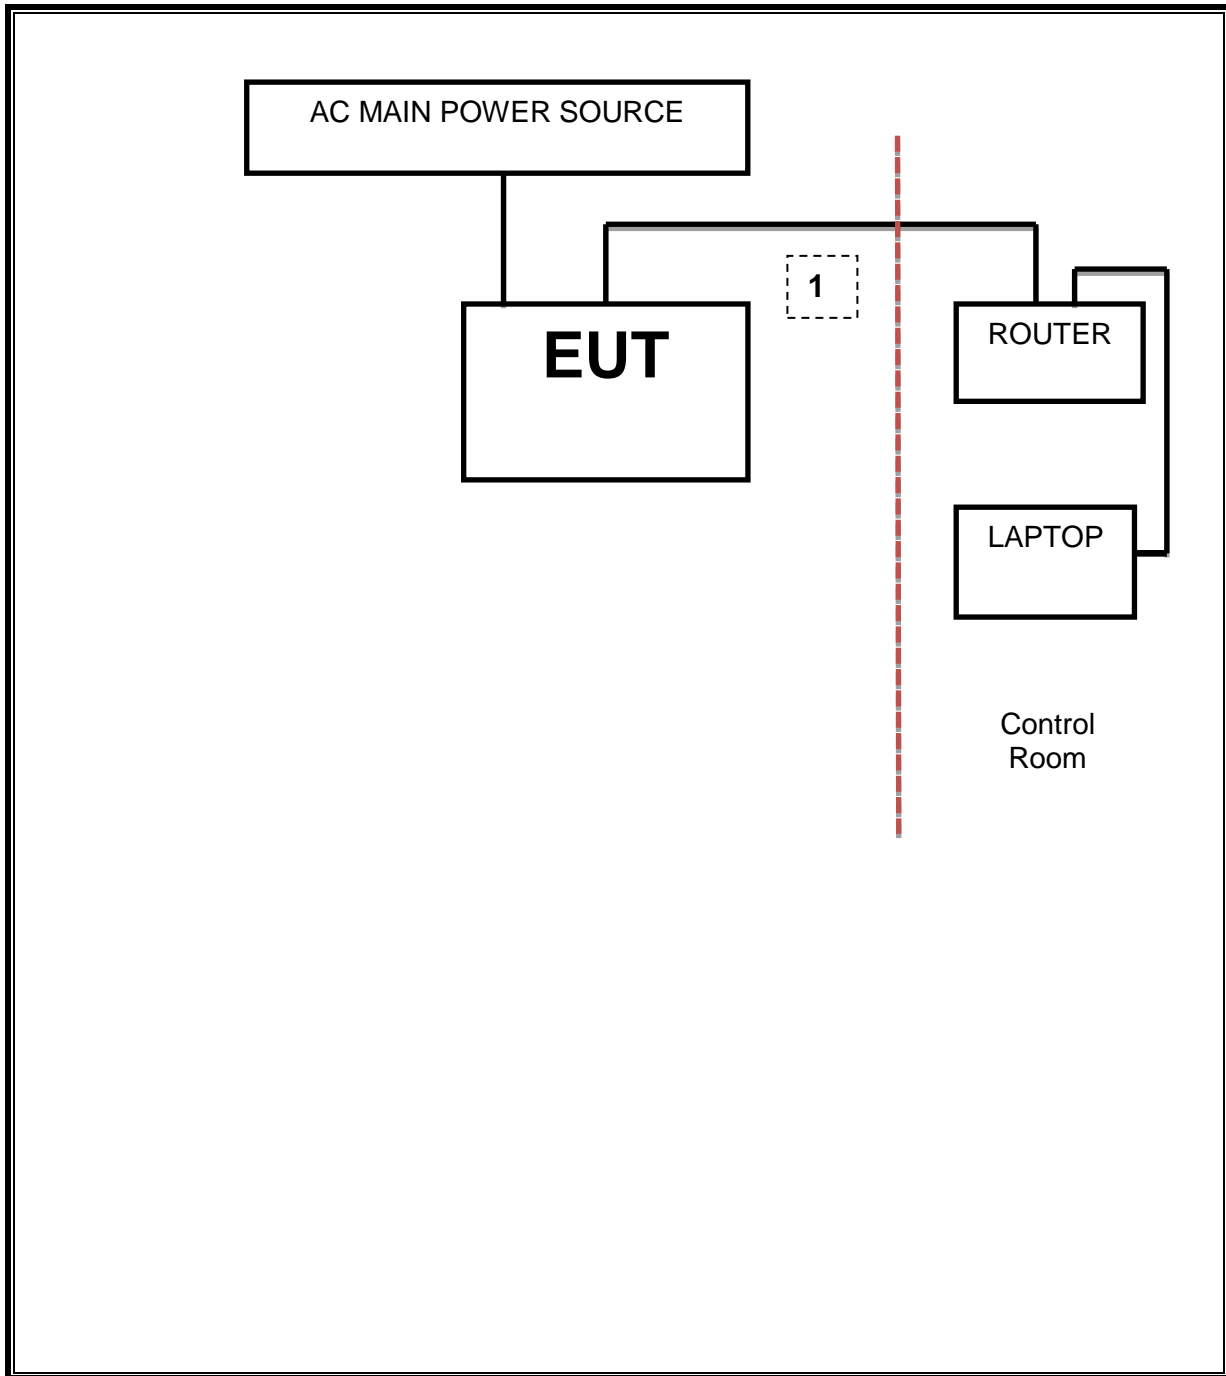 AC MAIN POWER SOURCE
1
EUT
ROUTER
LAPTOP
Control
Room